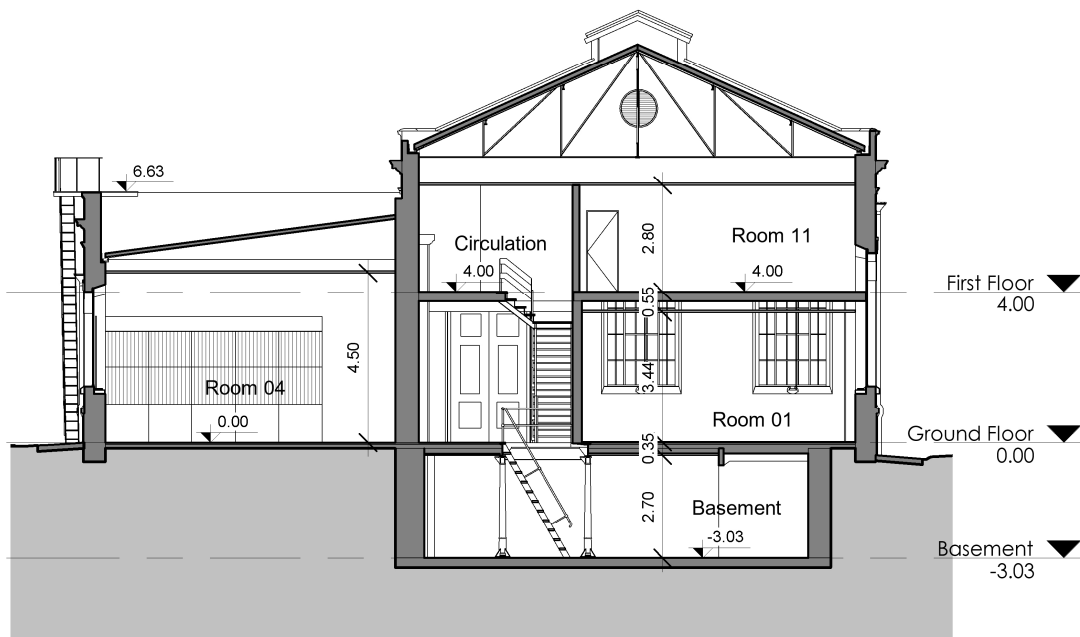 6.63
Circulation
4.00
2.80
Room 11
4.00
First Floor
4.00
0.55
4.50
3.44
Room 04
0.00
Room 01
Ground Floor
0.00
0.35
2.70
Basement
-3.03
Basement
-3.03